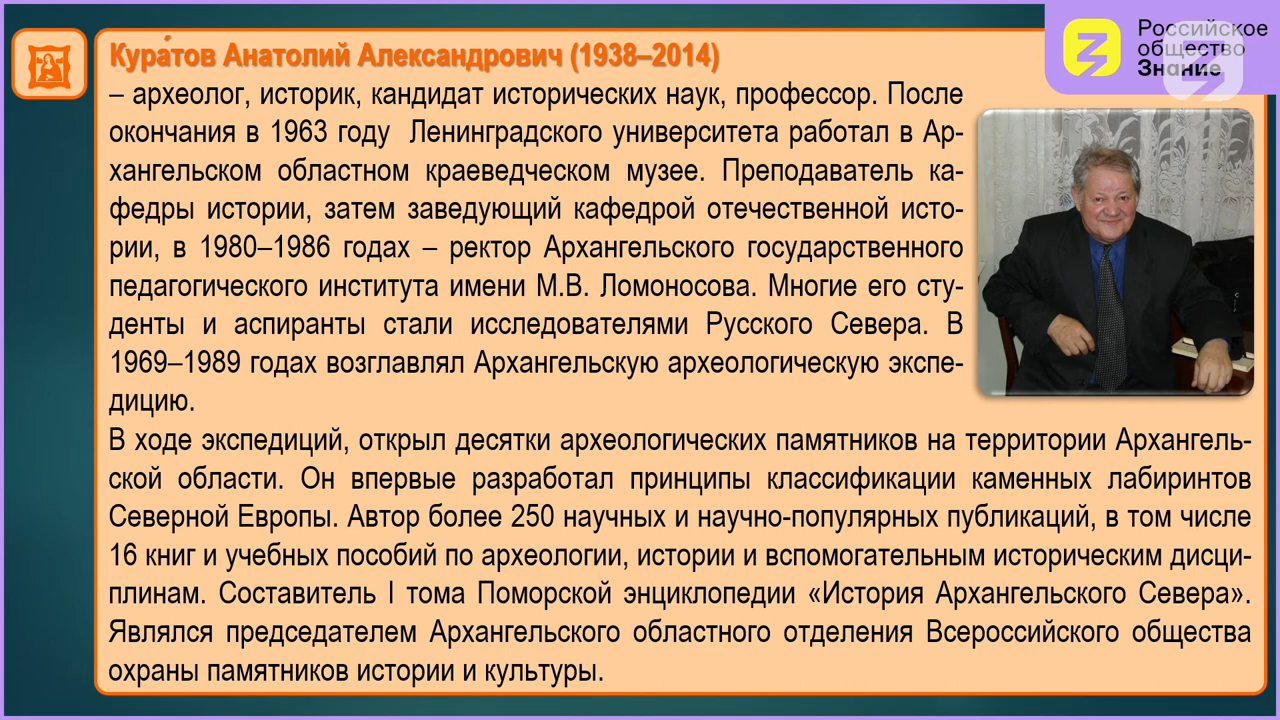 Кура́тов Анатолий Александрович (1938–2014)
Российское
общество
Знание
– археолог, историк, кандидат исторических наук, профессор. После
окончания в 1963 году Ленинградского университета работал в Ар-
хангельском областном краеведческом музее. Преподаватель ка-
федры истории, затем заведующий кафедрой отечественной исто-
рии, в 1980–1986 годах – ректор Архангельского государственного
педагогического института имени М.В. Ломоносова. Многие его сту-
денты и аспиранты стали исследователями Русского Севера. В
1969–1989 годах возглавлял Архангельскую археологическую экспе-
дицию.
В ходе экспедиций, открыл десятки археологических памятников на территории Архангель-
ской области. Он впервые разработал принципы классификации каменных лабиринтов
Северной Европы. Автор более 250 научных и научно-популярных публикаций, в том числе
16 книг и учебных пособий по археологии, истории и вспомогательным историческим дисци-
плинам. Составитель I тома Поморской энциклопедии «История Архангельского Севера».
Являлся председателем Архангельского областного отделения Всероссийского общества
охраны памятников истории и культуры.